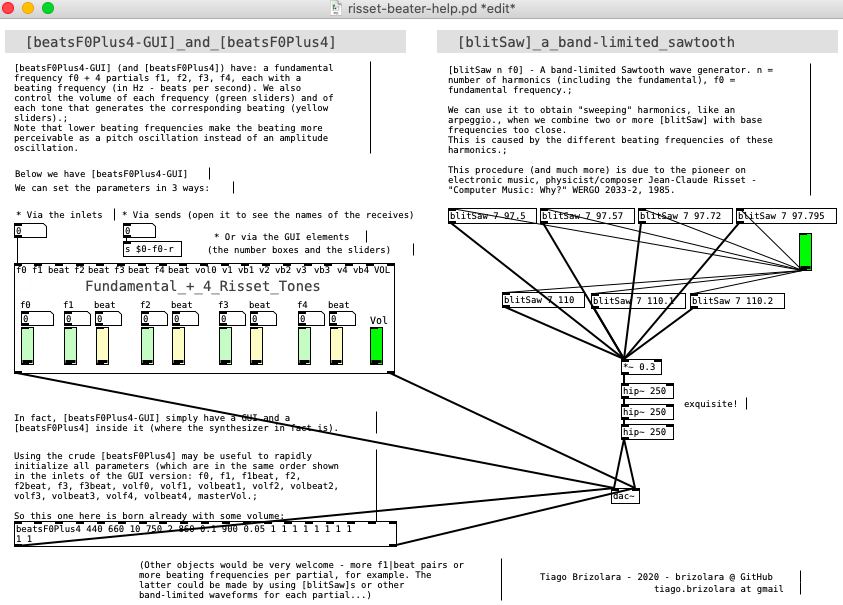 risset-beater-help.pd *edit*
[beatsF0Plus4-GUI]_and_[beatsF0Plus4]
[beatsF0Plus4-GUI] (and [beatsF0Plus4]) have: a fundamental
frequency f0 + 4 partials f1, f2, f3, f4, each with a
beating frequency (in Hz - beats per second). We also
control the volume of each frequency (green sliders) and of
each tone that generates the corresponding beating (yellow
sliders).;
Note that lower beating frequencies make the beating more
perceivable as a pitch oscillation instead of an amplitude
oscillation.
Below we have [beatsF0Plus4-GUI]
We can set the parameters in 3 ways:
* Via the inlets
* Via sends (open it to see the names of the receives)
0
0
s $0-f0-r
* Or via the GUI elements
(the number boxes and the sliders)
f0 f1 beat f2 beat f3 beat f4 beat vol0 v1 vb1 v2 vb2 v3 vb3 v4 vb4 VOL
Fundamental_+_4_Risset_Tones
f0 f1 beat f2 beat f3 beat f4 beat
0 0 0 0 0 0 0 0 0
Vol
In fact, [beatsF0Plus4-GUI] simply have a GUI and a
[beatsF0Plus4] inside it (where the synthesizer in fact is).
Using the crude [beatsF0Plus4] may be useful to rapidly
initialize all parameters (which are in the same order shown
in the inlets of the GUI version: f0, f1, f1beat, f2,
f2beat, f3, f3beat, volf0, volf1, volbeat1, volf2, volbeat2,
volf3, volbeat3, volf4, volbeat4, masterVol.;
So this one here is born already with some volume:
beatsF0Plus4 440 660 10 750 2 860 0.1 900 0.05 1 1 1 1 1 1 1 1
1 1
(Other objects would be very welcome - more f1|beat pairs or
more beating frequencies per partial, for example. The
latter could be made by using [blitSaw]s or other
band-limited waveforms for each partial...)
[blitSaw]_a_band-limited_sawtooth
[blitSaw n f0] - A band-limited Sawtooth wave generator. n =
number of harmonics (including the fundamental), f0 =
fundamental frequency.;
We can use it to obtain "sweeping" harmonics, like an
arpeggio., when we combine two or more [blitSaw] with base
frequencies too close.
This is caused by the different beating frequencies of these
harmonics.;
This procedure (and much more) is due to the pioneer on
electronic music, physicist/composer Jean-Claude Risset -
"Computer Music: Why?" WERGO 2033-2, 1985.
blitSaw 7 97.5
blitSaw 7 97.57
blitSaw 7 97.72
blitSaw 7 97.795
blitSaw 7 110
blitSaw 7 110.1
blitSaw 7 110.2
*~ 0.3
hip~ 250
hip~ 250
exquisite!
hip~ 250
dac~
Tiago Brizolara - 2020 - brizolara @ GitHub
tiago.brizolara at gmail